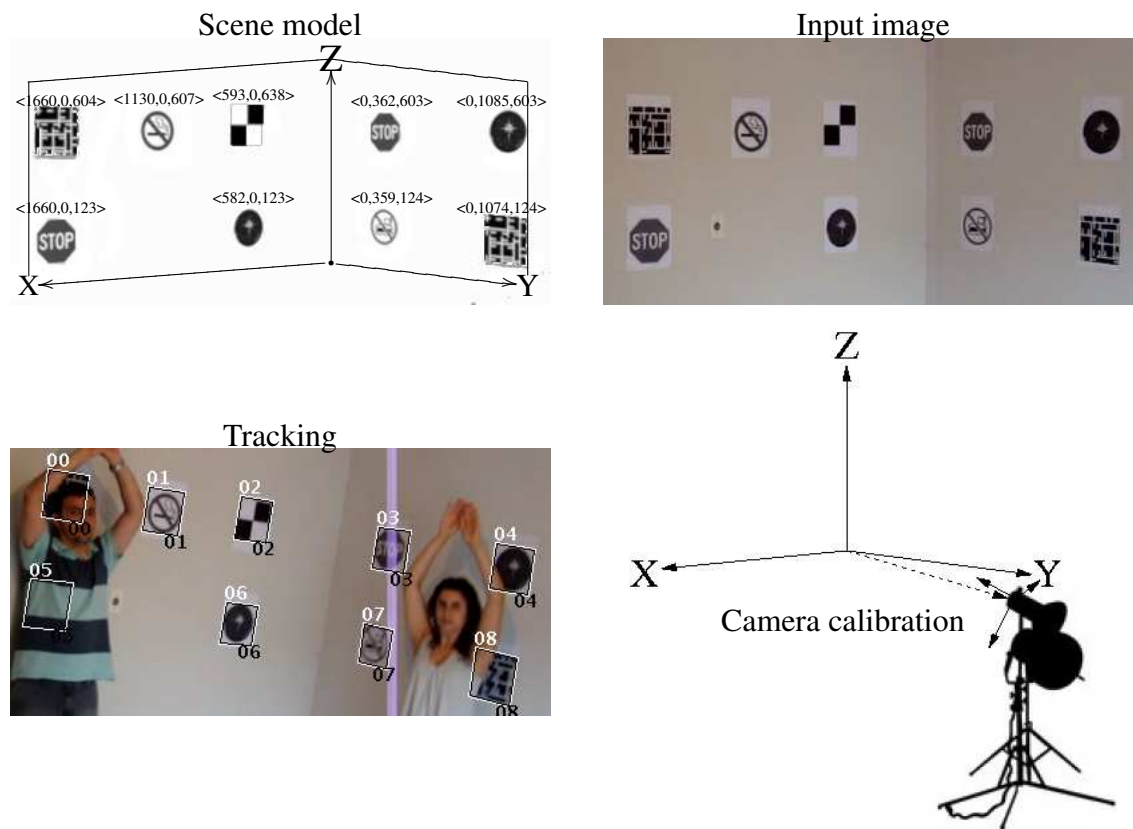 Scene model
Input image
Z
<1660,0,604> <1130,0,607> <593,0,638> <0,362,603> <0,1085,603>
STOP
STOP
<1660,0,123> <582,0,123> <0,359,124> <0,1074,124>
STOP
STOP
X Y
Z
Tracking
00
01
02
00
01
02
03
STOP
03
04
04
05
06
06
07
07
08
08
X Y
Camera calibration